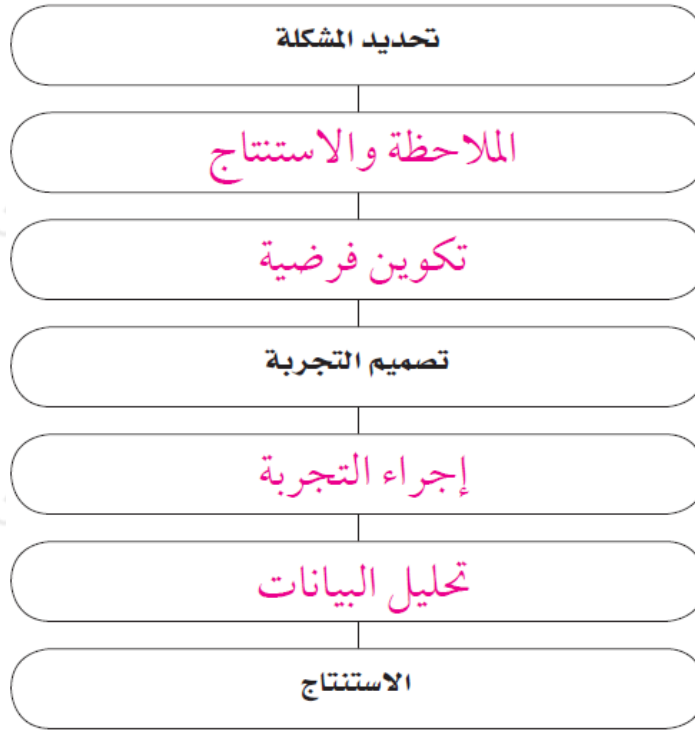 تحديد المشكلة
الملاحظة والاستنتاج
تكوين فرضية
تصميم التجربة
إجراء التجربة
تحليل البيانات
الاستنتاج